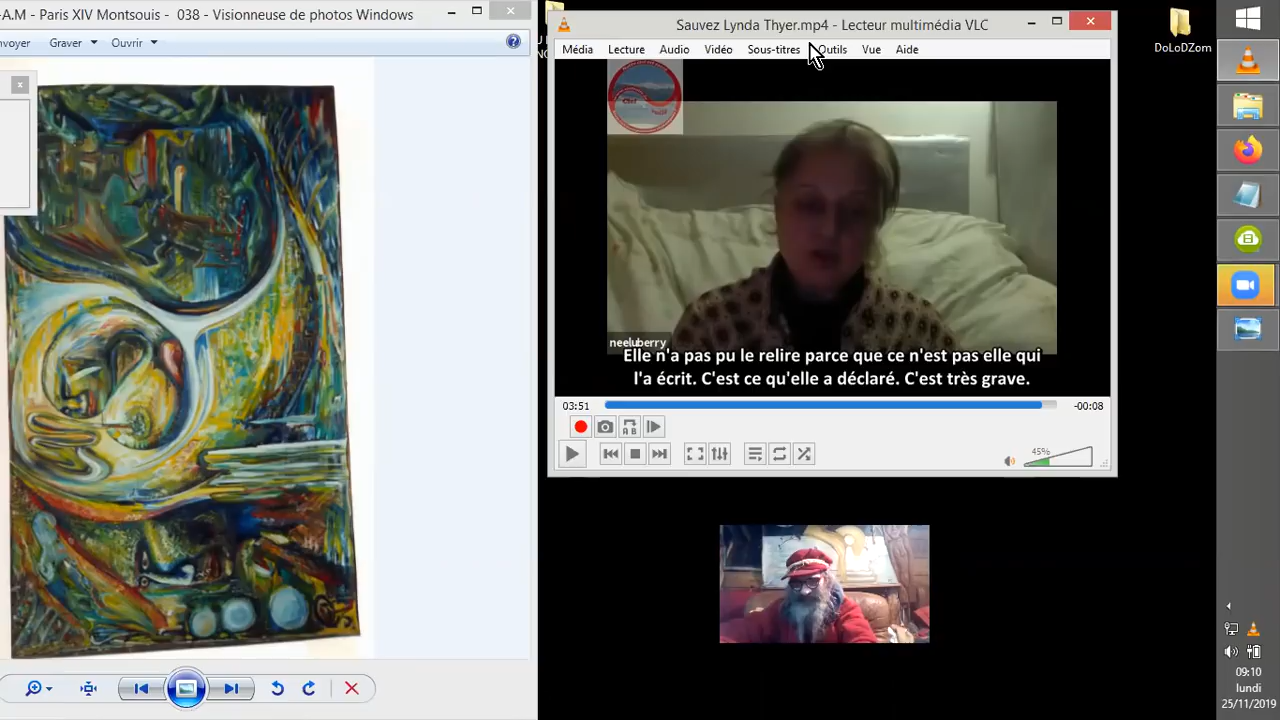 -A.M - Paris XIV Montsouis - 038 - Visionneuse de photos Windows
nvoyer Graver Ouvrir
Sauvez Lynda Thyer.mp4 - Lecteur multimédia VLC
Média Lecture Audio Vidéo Sous-titres Outils Vue Aide
neeluberry
Elle n'a pas pu le relire parce que ce n'est pas elle qui
l'a écrit. C'est ce qu'elle a déclaré. C'est très grave.
03:51 -00:08
A B
45%
DoLoDZom
09:10
lundi
25/11/2019